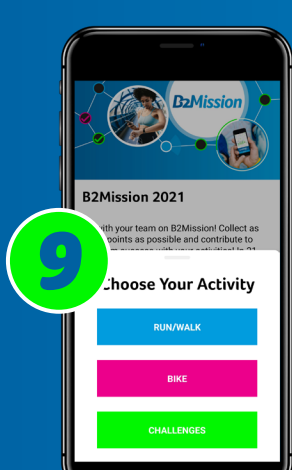 B2Mission
B2Mission 2021
with your team on B2Mission! Collect as
points as possible and contribute to
9
Choose Your Activity
RUN/WALK
BIKE
CHALLENGES